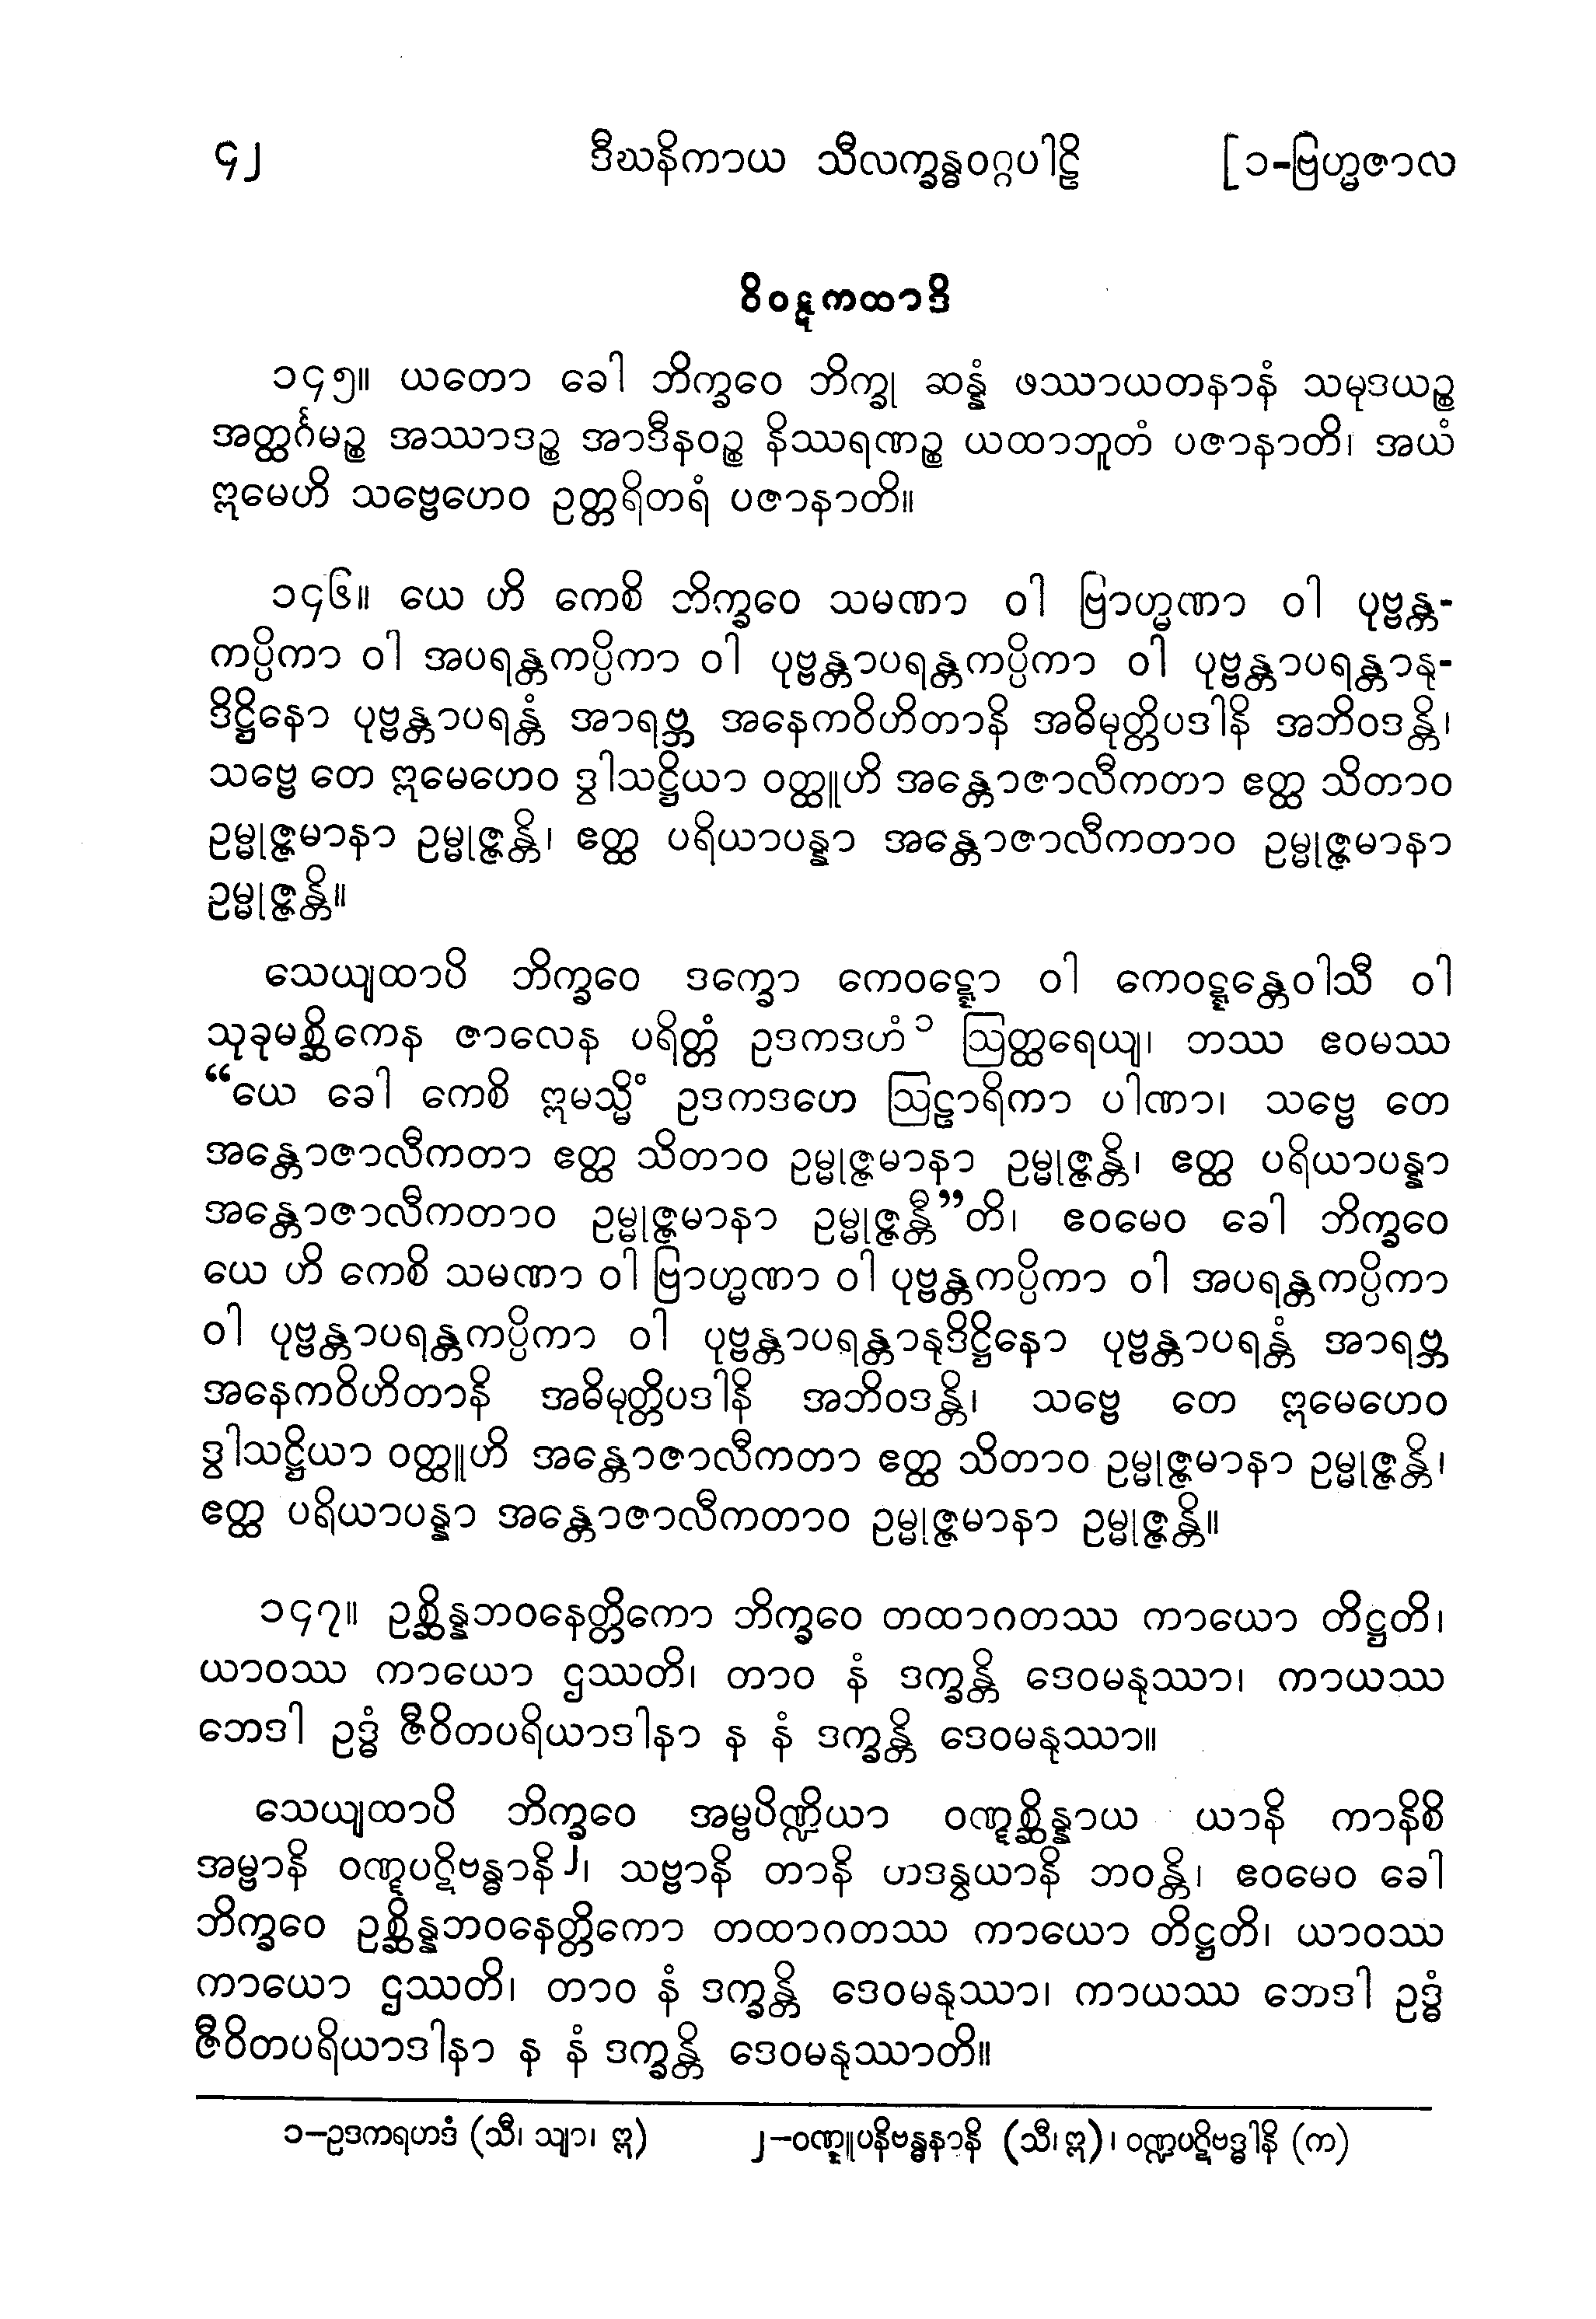 ၄၂ ဒီဃနိကာယ သီလက္ခန္ဓဝဂ္ဂပါဠိ [၁-ဗြဟ္မဇာလ
ဝိဝဋ္ဋကထာဒိ
၁၄၅။ ယတော ခေါ ဘိက္ခဝေ ဘိက္ခု ဆန္နံ ဖဿာယတနာနံ သမုဒယဉ္စ
အတ္ထင်္ဂမဉ္စ အဿာဒဉ္စ အာဒီနဝဉ္စ နိဿရဏဉ္စ ယထာဘူတံ ပဇာနာတိ၊ အယံ
ဣမေဟိ သဗ္ဗေဟေဝ ဥတ္တရိတရံ ပဇာနာတိ။
၁၄၆။ ယေ ဟိ ကေစိ ဘိက္ခဝေ သမဏာ ဝါ ဗြာဟ္မဏာ ဝါ ပုဗ္ဗန္တ-
ကပ္ပိကာ ဝါ အပရန္တကပ္ပိကာ ဝါ ပုဗ္ဗန္တာပရန္တကပ္ပိကာ ဝါ ပုဗ္ဗန္တာပရန္တာနု-
ဒိဋ္ဌိနော ပုဗ္ဗန္တာပရန္တံ အာရဗ္ဘ အနေကဝိဟိတာနိ အဓိမုတ္တိပဒါနိ အဘိဝဒန္တိ၊
သဗ္ဗေ တေ ဣမေဟေဝ ဒွါသဋ္ဌိယာ ဝတ္ထူဟိ အန္တောဇာလီကတာ ဧတ္ထ သိတာဝ
ဥမ္မုဇ္ဇမာနာ ဥမ္မုဇ္ဇန္တိ၊ ဧတ္ထ ပရိယာပန္နာ အန္တောဇာလီကတာဝ ဥမ္မုဇ္ဇမာနာ
ဥမ္မုဇ္ဇန္တိ။
သေယျထာပိ ဘိက္ခဝေ ဒက္ခော ကေဝဋ္ဋော ဝါ ကေဝဋ္ဋန္တေဝါသီ ဝါ
သုခုမစ္ဆိကေန ဇာလေန ပရိတ္တံ ဥဒကဒဟံ ၁ ဩတ္ထရေယျ၊ ဘဿ ဧဝမဿ
“ယေ ခေါ ကေစိ ဣမသ္မိံ ဥဒကဒဟေ ဩဠာရိကာ ပါဏာ၊ သဗ္ဗေ တေ
အန္တောဇာလီကတာ ဧတ္ထ သိတာဝ ဥမ္မုဇ္ဇမာနာ ဥမ္မုဇ္ဇန္တိ၊ ဧတ္ထ ပရိယာပန္နာ
အန္တောဇာလီကတာဝ ဥမ္မုဇ္ဇမာနာ ဥမ္မုဇ္ဇန္တီ”တိ၊ ဧဝမေဝ ခေါ ဘိက္ခဝေ
ယေ ဟိ ကေစိ သမဏာ ဝါ ဗြာဟ္မဏာ ဝါ ပုဗ္ဗန္တကပ္ပိကာ ဝါ အပရန္တကပ္ပိကာ
ဝါ ပုဗ္ဗန္တာပရန္တကပ္ပိကာ ဝါ ပုဗ္ဗန္တာပရန္တာနုဒိဋ္ဌိနော ပုဗ္ဗန္တာပရန္တံ အာရဗ္ဘ
အနေကဝိဟိတာနိ အဓိမုတ္တိပဒါနိ အဘိဝဒန္တိ၊ သဗ္ဗေ တေ ဣမေဟေဝ
ဒွါသဋ္ဌိယာ ဝတ္ထူဟိ အန္တောဇာလီကတာ ဧတ္ထ သိတာဝ ဥမ္မုဇ္ဇမာနာ ဥမ္မုဇ္ဇန္တိ၊
ဧတ္ထ ပရိယာပန္နာ အန္တောဇာလီကတာဝ ဥမ္မုဇ္ဇမာနာ ဥမ္မုဇ္ဇန္တိ။
၁၄၇။ ဥစ္ဆိန္နဘဝနေတ္တိကော ဘိက္ခဝေ တထာဂတဿ ကာယော တိဋ္ဌတိ၊
ယာဝဿ ကာယော ဌဿတိ၊ တာဝ နံ ဒက္ခန္တိ ဒေဝမနုဿာ၊ ကာယဿ
ဘေဒါ ဥဒ္ဓံ ဇီဝိတပရိယာဒါနာ န နံ ဒက္ခန္တိ ဒေဝမနုဿာ။
သေယျထာပိ ဘိက္ခဝေ အမ္ဗပိဏ္ဍိယာ ဝဏ္ဋစ္ဆိန္နာယ ယာနိ ကာနိစိ
အမ္ဗာနိ ဝဏ္ဋပဋိဗန္ဓာနိ ၂၊ သဗ္ဗာနိ တာနိ ဟဒန္ဝယာနိ ဘဝန္တိ၊ ဧဝမေဝ ခေါ
ဘိက္ခဝေ ဥစ္ဆိန္နဘဝနေတ္တိကော တထာဂတဿ ကာယော တိဋ္ဌတိ၊ ယာဝဿ
ကာယော ဌဿတိ၊ တာဝ နံ ဒက္ခန္တိ ဒေဝမနုဿာ၊ ကာယဿ ဘေဒါ ဥဒ္ဓံ
ဇီဝိတပရိယာဒါနာ န နံ ဒက္ခန္တိ ဒေဝမနုဿာတိ။
၁–ဥဒကရဟဒံ (သီ၊ သျာ၊ ဣ) ၂–ဝဏ္ဋူပနိဗန္ဓနာနိ (သီ၊ ဣ)၊ ဝဏ္ဍပဋိဗဒ္ဓါနိ (က)